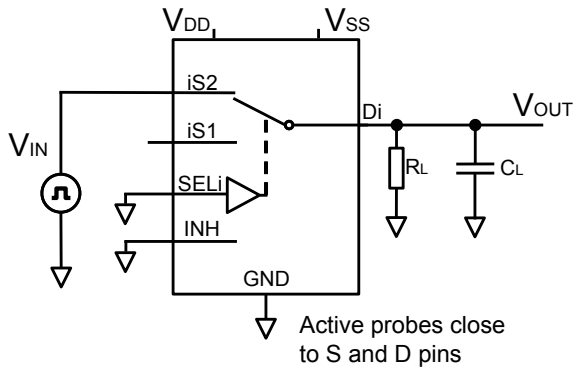 VDD
VSS
iS2
Di
VOUT
iS1
VIN
RL
CL
SELi
INH
GND
Active probes close
to S and D pins